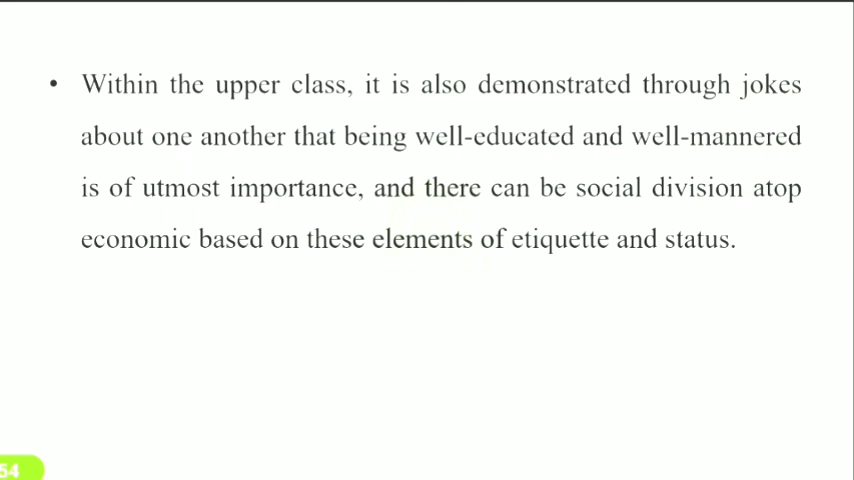 • Within the upper class, it is also demonstrated through jokes
about one another that being well-educated and well-mannered
is of utmost importance, and there can be social division atop
economic based on these elements of etiquette and status.
54